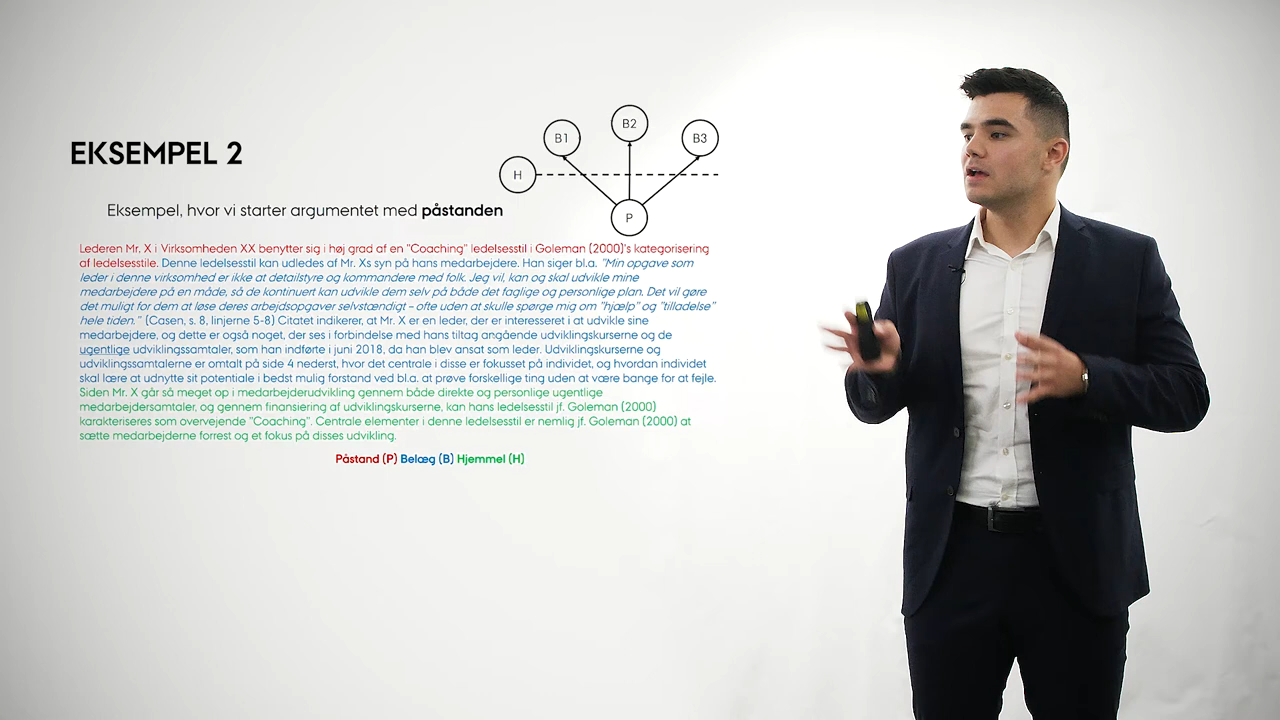 EKSEMPEL 2
B1
B2
B3
H
P
Eksempel, hvor vi starter argumentet med påstanden
Lederen Mr. X i Virksomheden XX benytter sig i høj grad af en "Coaching" ledelsesstil i Goleman (2000)'s kategorisering
af ledelsesstile. Denne ledelsesstil kan udledes af Mr. Xs syn på hans medarbejdere. Han siger bl.a. "Min opgave som
leder i denne virksomhed er ikke at detailstyre og kommandere med folk. Jeg vil, kan og skal udvikle mine
medarbejdere på en måde, så de kontinuert kan udvikle dem selv på både det faglige og personlige plan. Det vil gøre
det muligt for dem at løse deres arbejdsopgaver selvstændigt – ofte uden at skulle spørge mig om "hjælp" og "tilladelse"
hele tiden." (Casen, s. 8, linjerne 5-8) Citatet indikerer, at Mr. X er en leder, der er interesseret i at udvikle sine
medarbejdere, og dette er også noget, der ses i forbindelse med hans tiltag angående udviklingskurserne og de
ugentlige udviklingssamtaler, som han indførte i juni 2018, da han blev ansat som leder. Udviklingskurserne og
udviklingssamtalerne er omtalt på side 4 nederst, hvor det centrale i disse er fokusset på individet, og hvordan individet
skal lære at udnytte sit potentiale i bedst mulig forstand ved bl.a. at prøve forskellige ting uden at være bange for at fejle.
Siden Mr. X går så meget op i medarbejderudvikling gennem både direkte og personlige ugentlige
medarbejdersamtaler, og gennem finansiering af udviklingskurserne, kan hans ledelsesstil jf. Goleman (2000)
karakteriseres som overvejende "Coaching". Centrale elementer i denne ledelsesstil er nemlig jf. Goleman (2000) at
sætte medarbejderne forrest og et fokus på disses udvikling.
Påstand (P) Belæg (B) Hjemmel (H)